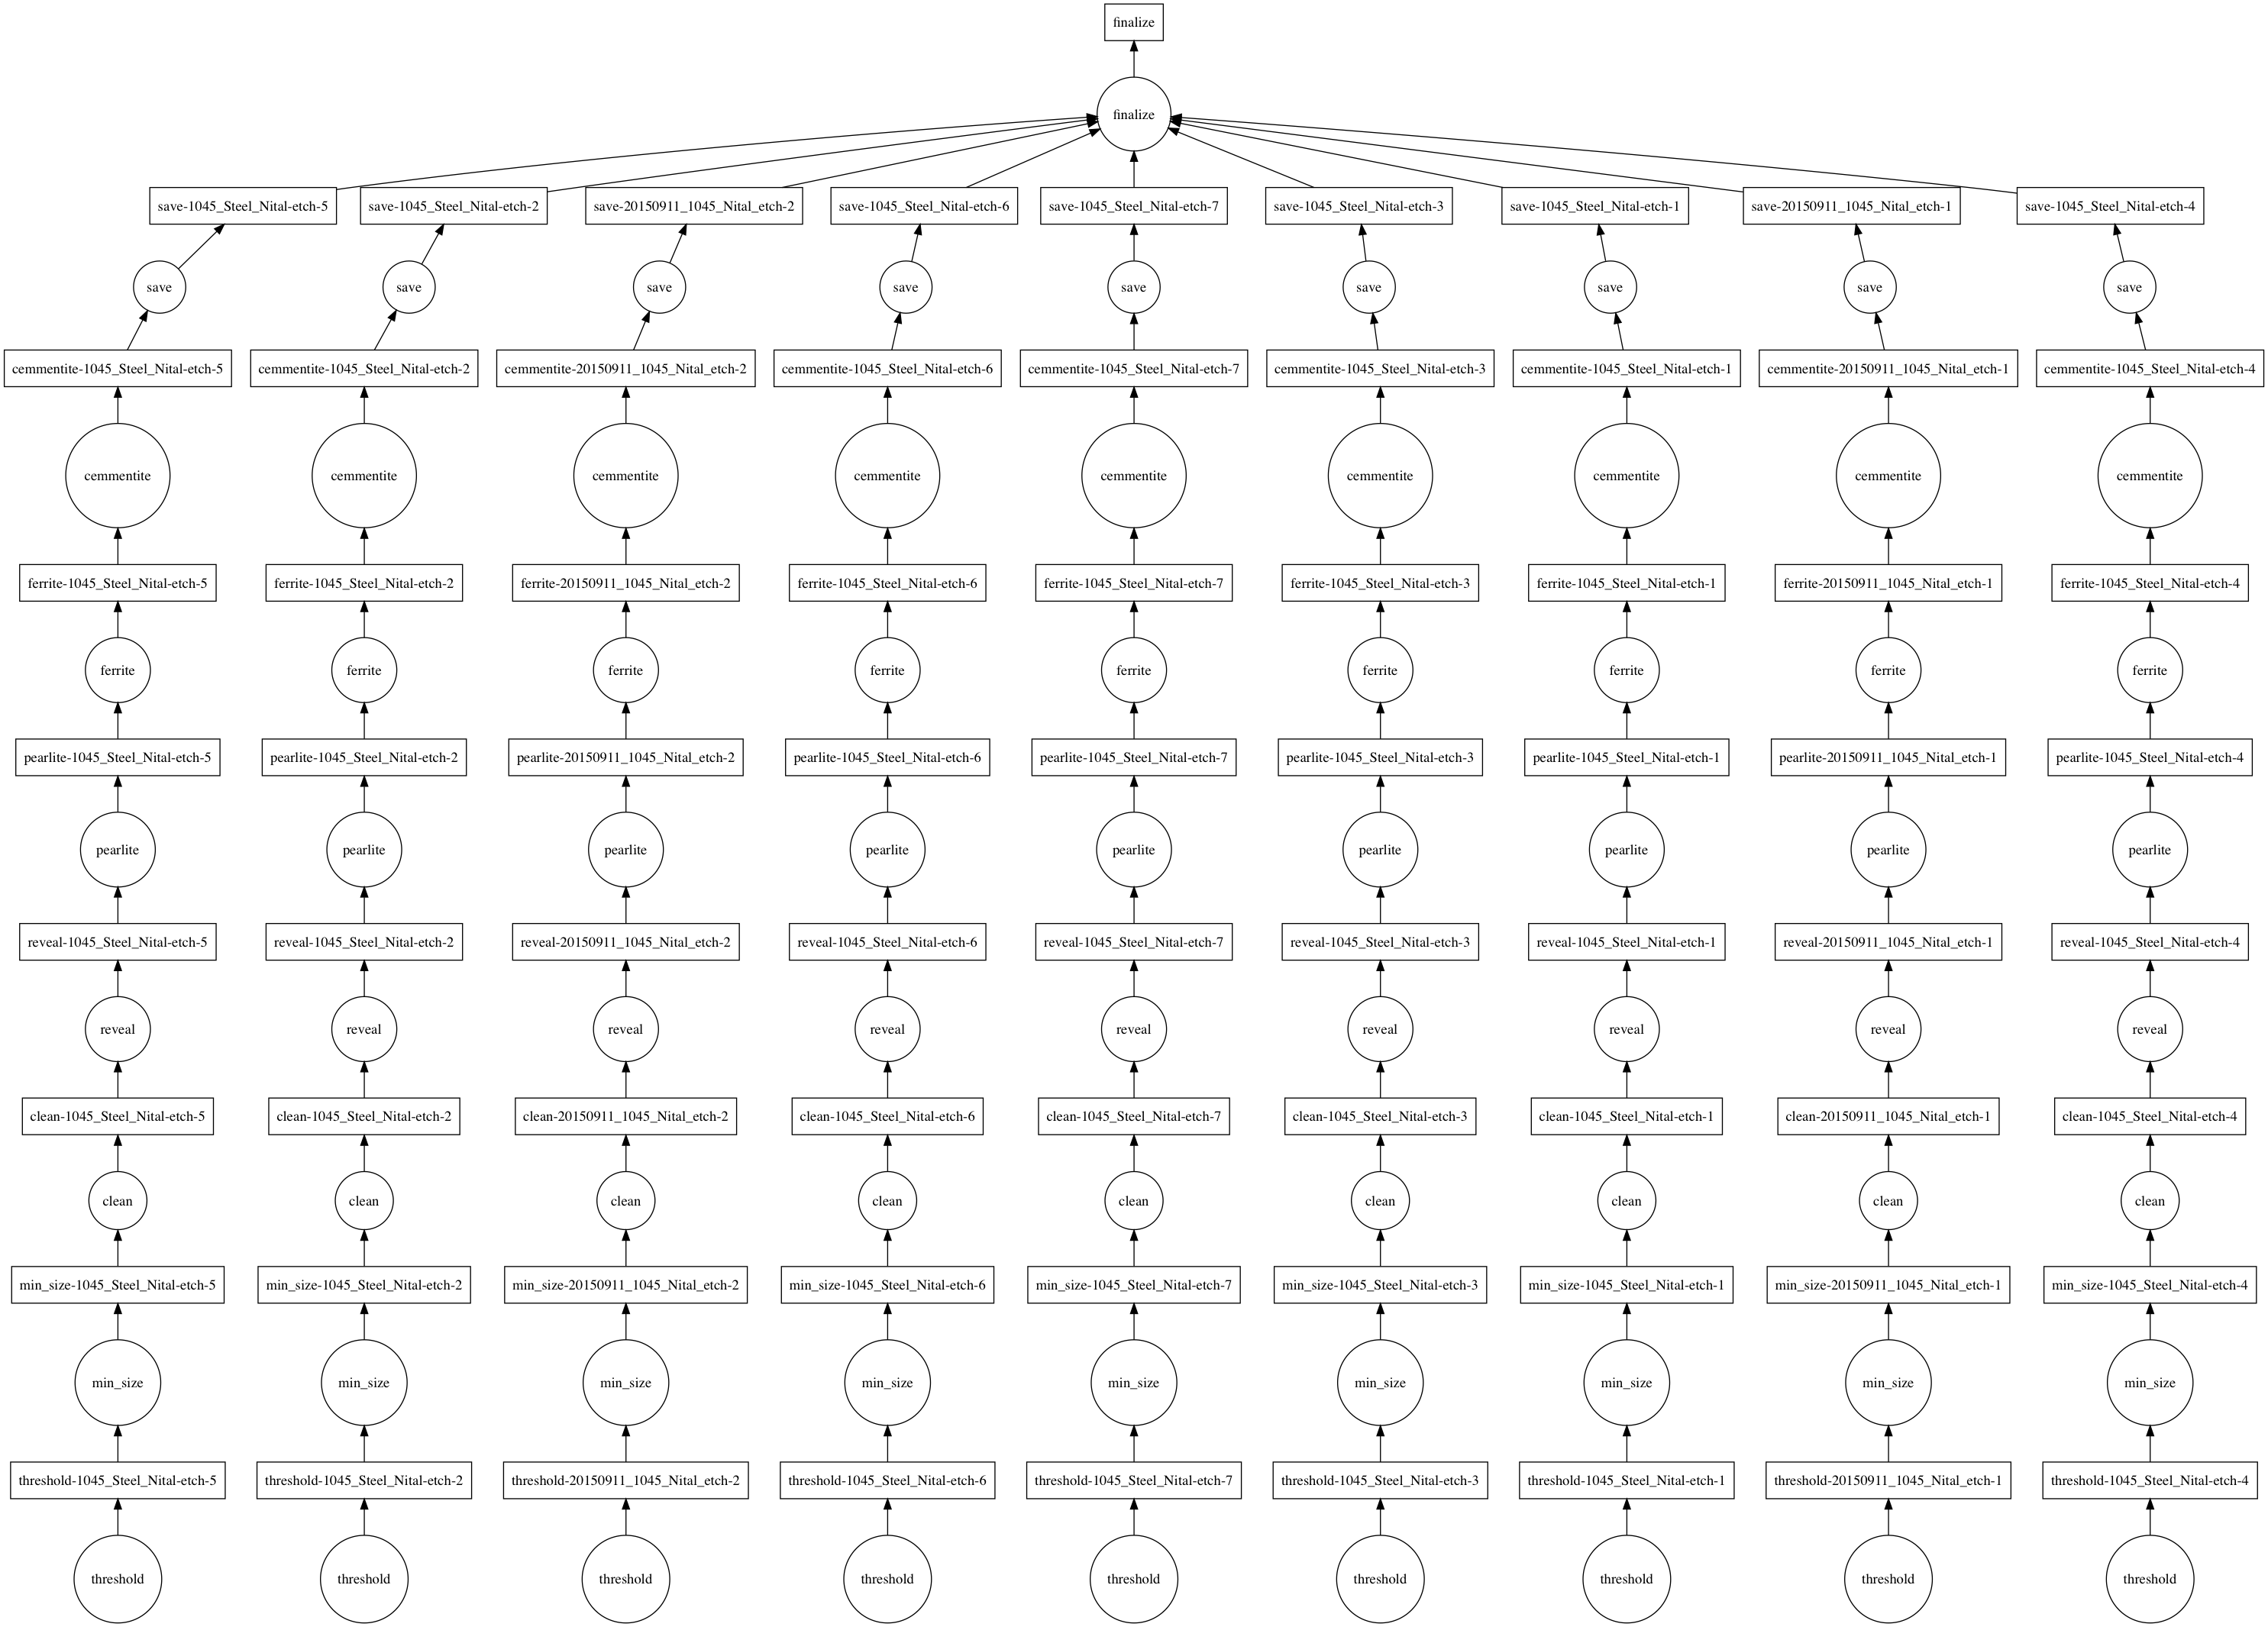 finalize
finalize
save-1045_Steel_Nital-etch-5 save-1045_Steel_Nital-etch-2 save-20150911_1045_Nital_etch-2 save-1045_Steel_Nital-etch-6 save-1045_Steel_Nital-etch-7 save-1045_Steel_Nital-etch-3 save-1045_Steel_Nital-etch-1 save-20150911_1045_Nital_etch-1 save-1045_Steel_Nital-etch-4
save save save save save save save save save
cemmentite-1045_Steel_Nital-etch-5 cemmentite-1045_Steel_Nital-etch-2 cemmentite-20150911_1045_Nital_etch-2 cemmentite-1045_Steel_Nital-etch-6 cemmentite-1045_Steel_Nital-etch-7 cemmentite-1045_Steel_Nital-etch-3 cemmentite-1045_Steel_Nital-etch-1 cemmentite-20150911_1045_Nital_etch-1 cemmentite-1045_Steel_Nital-etch-4
cemmentite cemmentite cemmentite cemmentite cemmentite cemmentite cemmentite cemmentite cemmentite
ferrite-1045_Steel_Nital-etch-5 ferrite-1045_Steel_Nital-etch-2 ferrite-20150911_1045_Nital_etch-2 ferrite-1045_Steel_Nital-etch-6 ferrite-1045_Steel_Nital-etch-7 ferrite-1045_Steel_Nital-etch-3 ferrite-1045_Steel_Nital-etch-1 ferrite-20150911_1045_Nital_etch-1 ferrite-1045_Steel_Nital-etch-4
ferrite ferrite ferrite ferrite ferrite ferrite ferrite ferrite ferrite
pearlite-1045_Steel_Nital-etch-5 pearlite-1045_Steel_Nital-etch-2 pearlite-20150911_1045_Nital_etch-2 pearlite-1045_Steel_Nital-etch-6 pearlite-1045_Steel_Nital-etch-7 pearlite-1045_Steel_Nital-etch-3 pearlite-1045_Steel_Nital-etch-1 pearlite-20150911_1045_Nital_etch-1 pearlite-1045_Steel_Nital-etch-4
pearlite pearlite pearlite pearlite pearlite pearlite pearlite pearlite pearlite
reveal-1045_Steel_Nital-etch-5 reveal-1045_Steel_Nital-etch-2 reveal-20150911_1045_Nital_etch-2 reveal-1045_Steel_Nital-etch-6 reveal-1045_Steel_Nital-etch-7 reveal-1045_Steel_Nital-etch-3 reveal-1045_Steel_Nital-etch-1 reveal-20150911_1045_Nital_etch-1 reveal-1045_Steel_Nital-etch-4
reveal reveal reveal reveal reveal reveal reveal reveal reveal
clean-1045_Steel_Nital-etch-5 clean-1045_Steel_Nital-etch-2 clean-20150911_1045_Nital_etch-2 clean-1045_Steel_Nital-etch-6 clean-1045_Steel_Nital-etch-7 clean-1045_Steel_Nital-etch-3 clean-1045_Steel_Nital-etch-1 clean-20150911_1045_Nital_etch-1 clean-1045_Steel_Nital-etch-4
clean clean clean clean clean clean clean clean clean
min_size-1045_Steel_Nital-etch-5 min_size-1045_Steel_Nital-etch-2 min_size-20150911_1045_Nital_etch-2 min_size-1045_Steel_Nital-etch-6 min_size-1045_Steel_Nital-etch-7 min_size-1045_Steel_Nital-etch-3 min_size-1045_Steel_Nital-etch-1 min_size-20150911_1045_Nital_etch-1 min_size-1045_Steel_Nital-etch-4
min_size min_size min_size min_size min_size min_size min_size min_size min_size
threshold-1045_Steel_Nital-etch-5 threshold-1045_Steel_Nital-etch-2 threshold-20150911_1045_Nital_etch-2 threshold-1045_Steel_Nital-etch-6 threshold-1045_Steel_Nital-etch-7 threshold-1045_Steel_Nital-etch-3 threshold-1045_Steel_Nital-etch-1 threshold-20150911_1045_Nital_etch-1 threshold-1045_Steel_Nital-etch-4
threshold threshold threshold threshold threshold threshold threshold threshold threshold